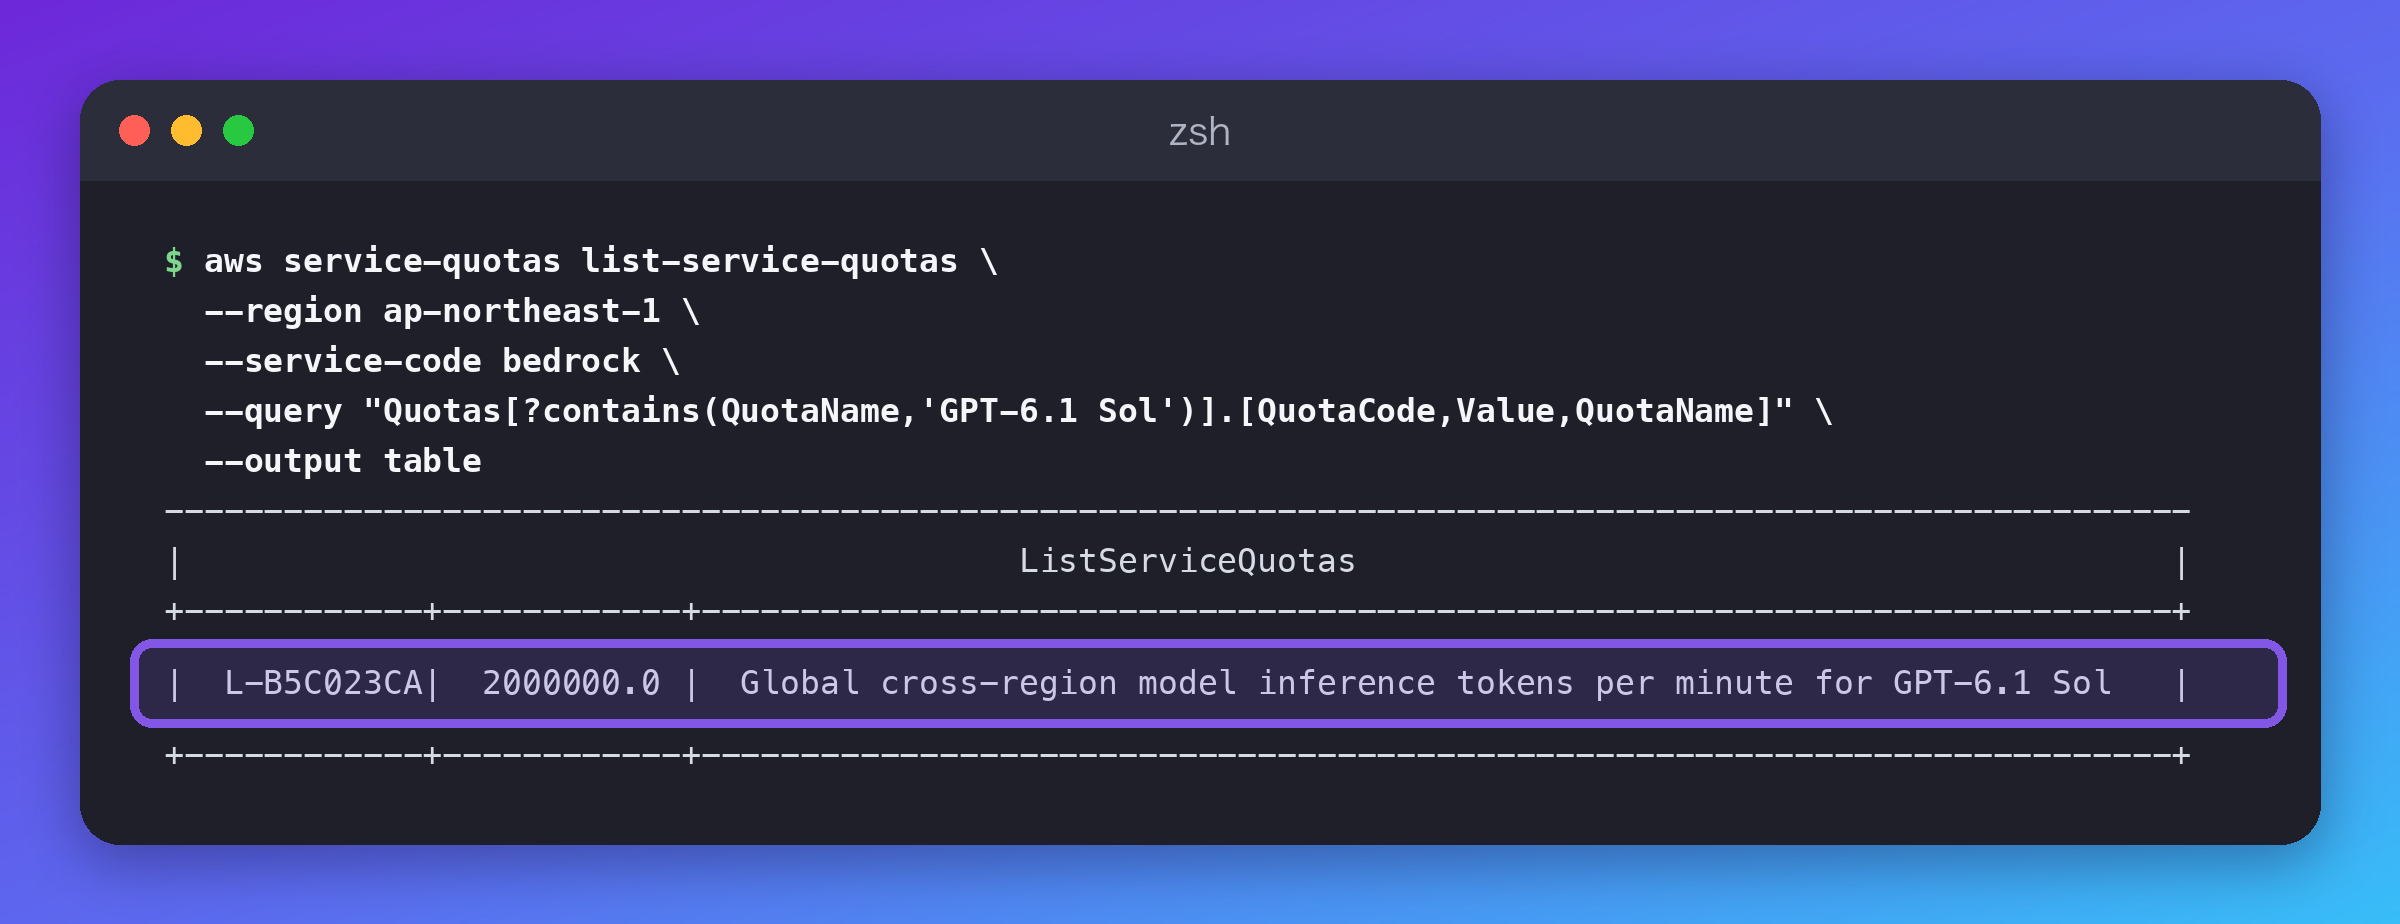 zsh
$ aws service-quotas list-service-quotas \
--region ap-northeast-1 \
--service-code bedrock \
--query "Quotas[?contains(QuotaName,'GPT-6.1 Sol')].[QuotaCode,Value,QuotaName]" \
--output table
------------------------------------------------------------------------------------------------------
|                                          ListServiceQuotas                                         |
+------------+-------------+--------------------------------------------------------------------------+
|  L-B5C023CA|  2000000.0 |  Global cross-region model inference tokens per minute for GPT-6.1 Sol   |
+------------+-------------+--------------------------------------------------------------------------+